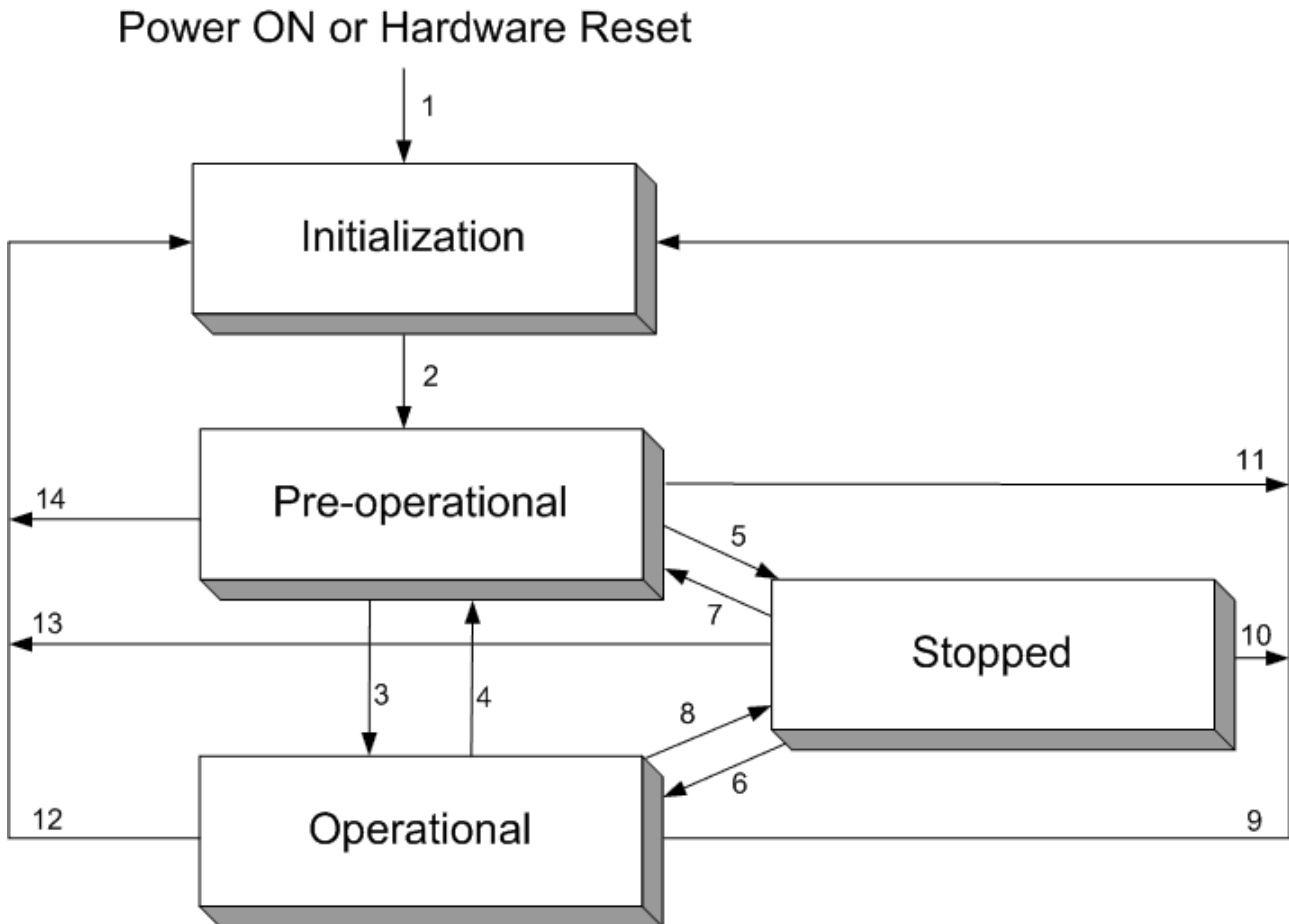 Power ON or Hardware Reset
1
Initialization
2
Pre-operational
11
14
5
7
13
Stopped
10
3
4
8
6
12
Operational
9